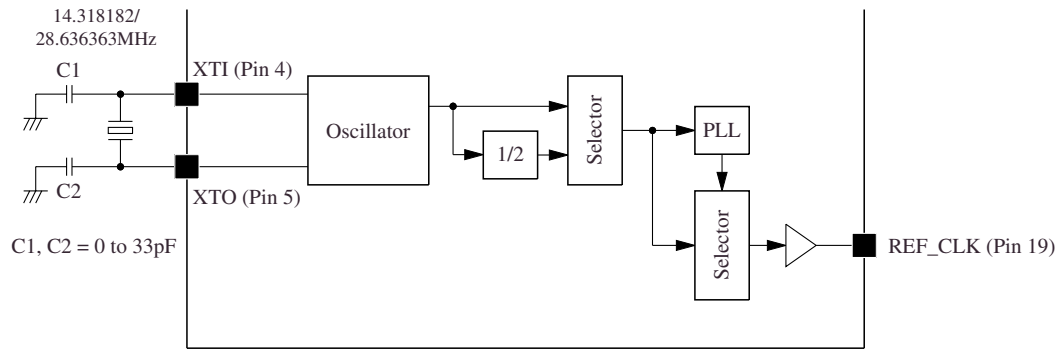 14.318182/
28.636363MHz
C1
XTI (Pin 4)
Oscillator
1/2
Selector
PLL
C2
XTO (Pin 5)
Selector
C1, C2 = 0 to 33pF
REF_CLK (Pin 19)